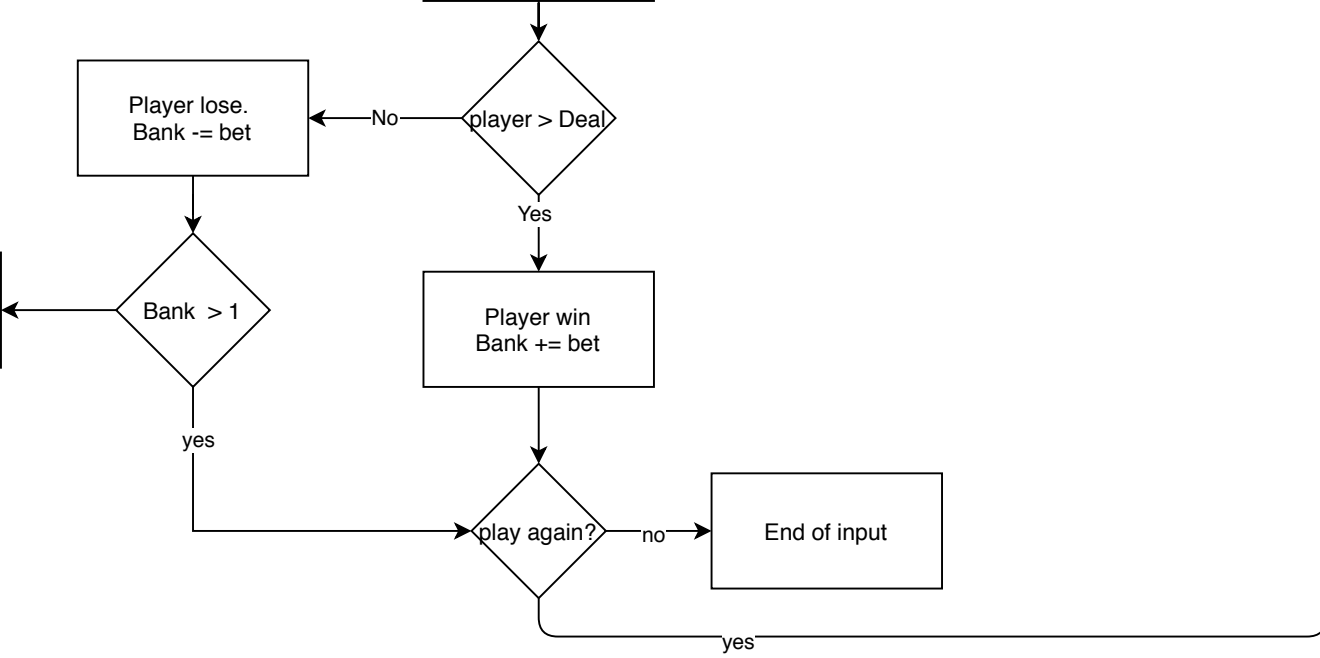 Player lose.
Bank -= bet
No
player > Deal
Yes
Bank  > 1
Player win
Bank += bet
yes
play again?
no
End of input
yes